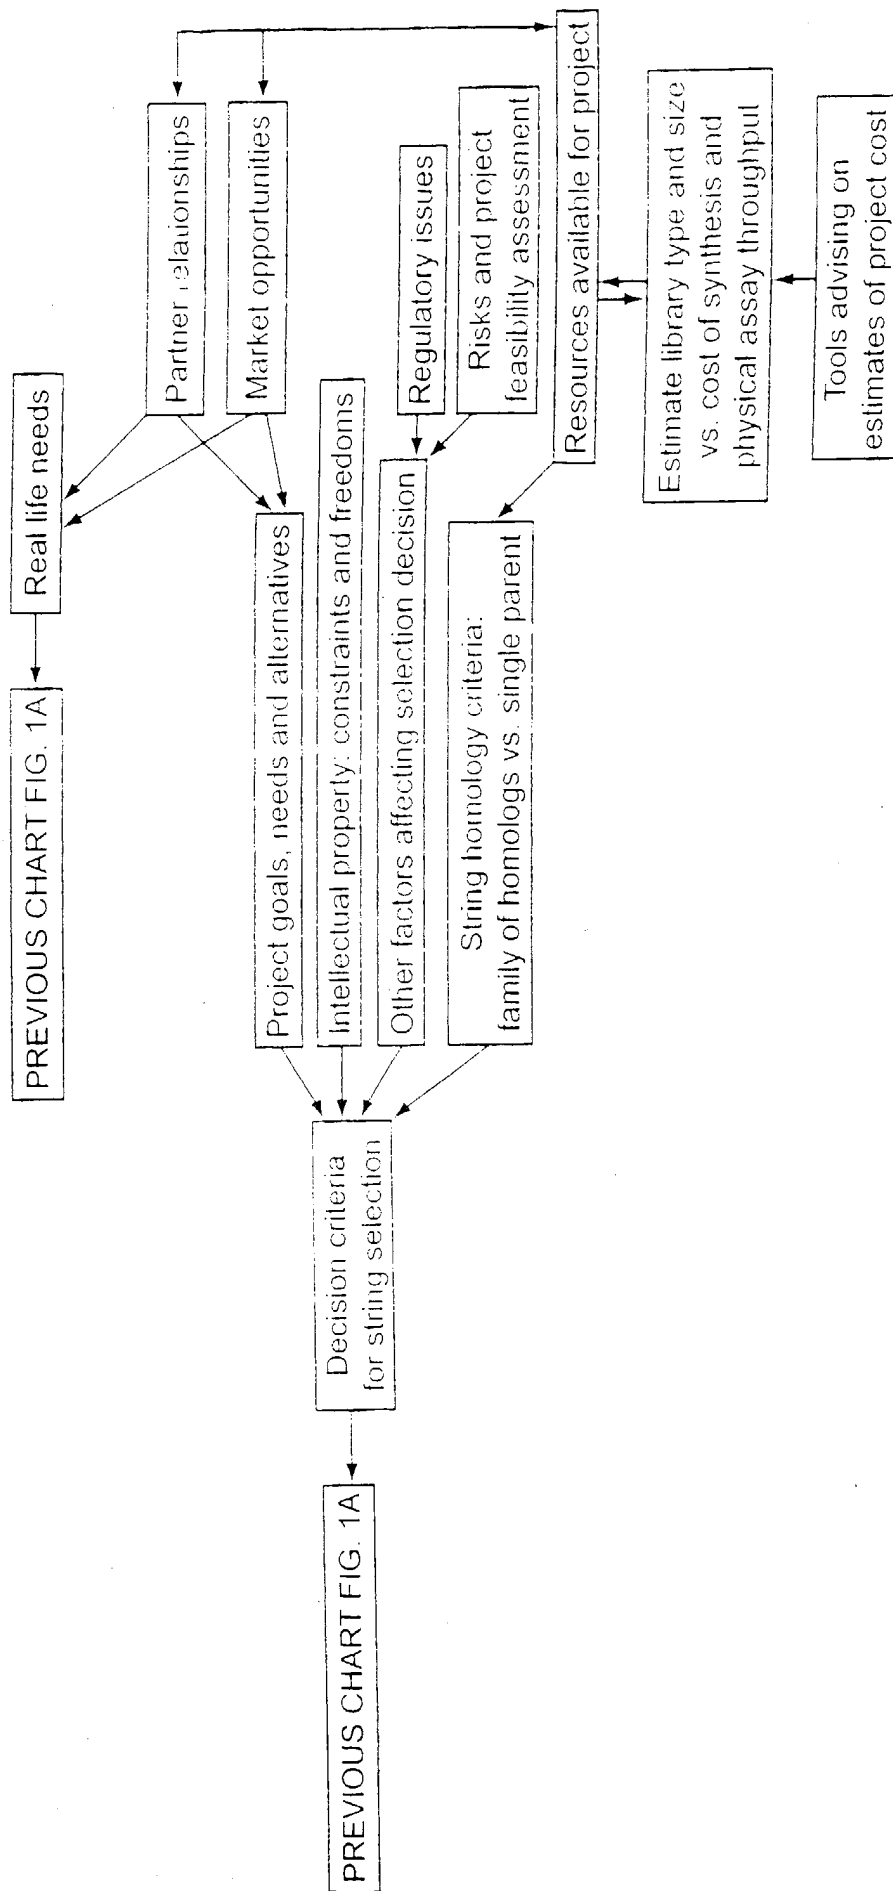 PREVIOUS CHART FIG. 1A
Real life needs
Partner relationships
Market opportunities
Project goals, needs and alternatives
Intellectual property: constraints and freedoms
Regulatory issues
Other factors affecting selection decision
Risks and project
feasibility assessment
Decision criteria
for string selection
PREVIOUS CHART FIG. 1A
String homology criteria:
family of homologs vs. single parent
Resources available for project
Estimate library type and size
vs. cost of synthesis and
physical assay throughput
Tools advising on
estimates of project cost